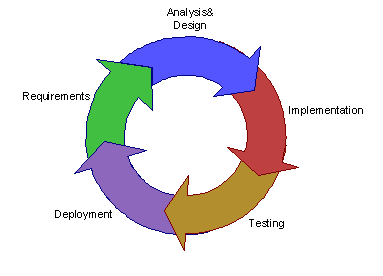 Analysis&
Design
Requirements
Implementation
Deployment
Testing